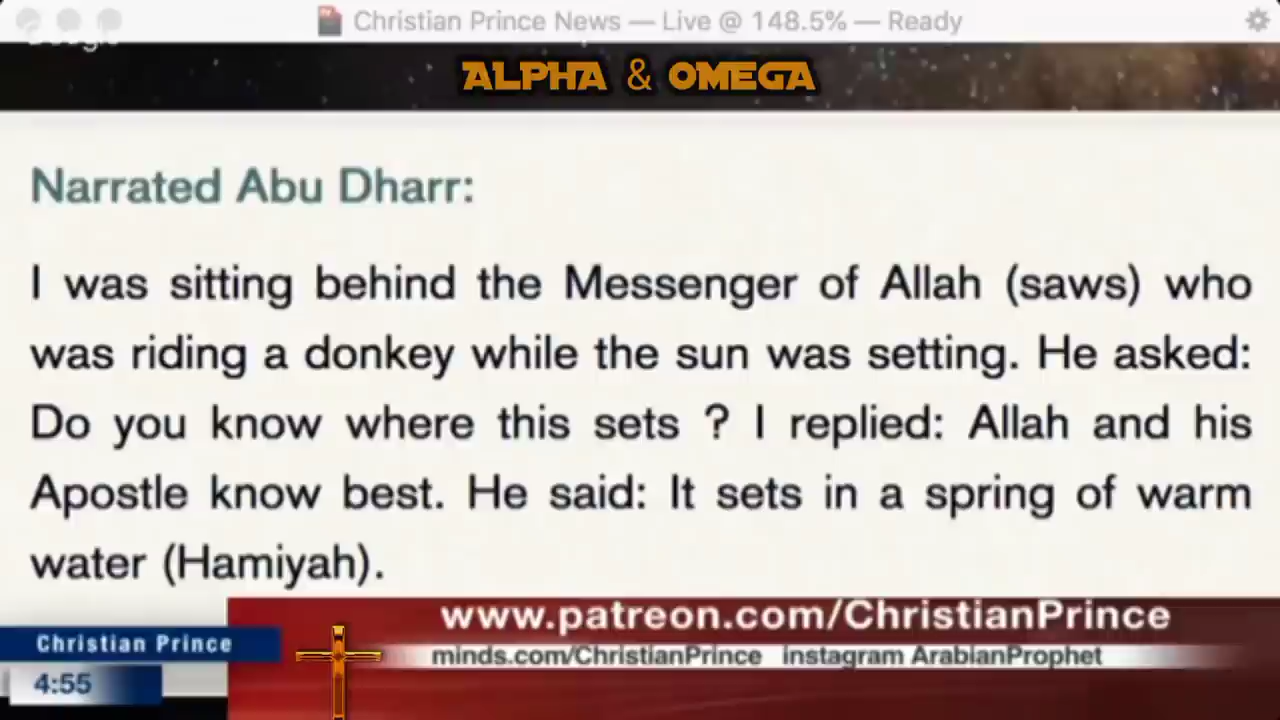 Christian Prince News — Live @ 148.5% — Ready
ALPHA & OMEGA
Narrated Abu Dharr:
I was sitting behind the Messenger of Allah (saws) who
was riding a donkey while the sun was setting. He asked:
Do you know where this sets ? I replied: Allah and his
Apostle know best. He said: It sets in a spring of warm
water (Hamiyah).
www.patreon.com/ChristianPrince
Christian Prince
minds.com/ChristianPrince instagram ArabianProphet
4:55